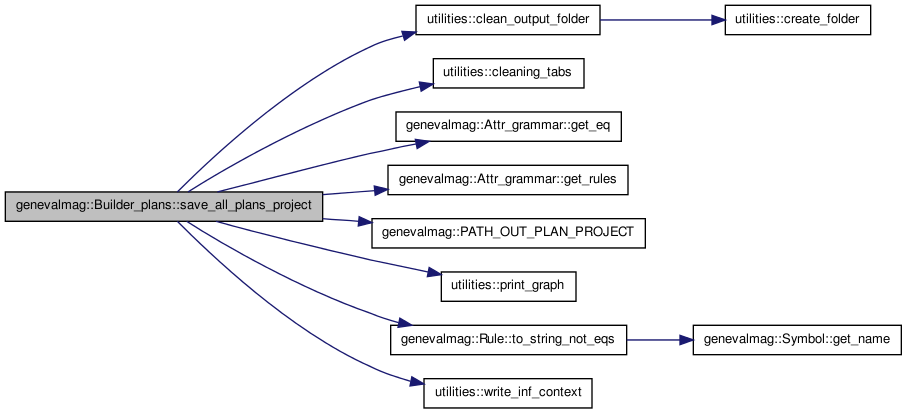 utilities::clean_output_folder
utilities::create_folder
utilities::cleaning_tabs
genevalmag::Attr_grammar::get_eq
genevalmag::Attr_grammar::get_rules
genevalmag::Builder_plans::save_all_plans_project
genevalmag::PATH_OUT_PLAN_PROJECT
utilities::print_graph
genevalmag::Rule::to_string_not_eqs
genevalmag::Symbol::get_name
utilities::write_inf_context